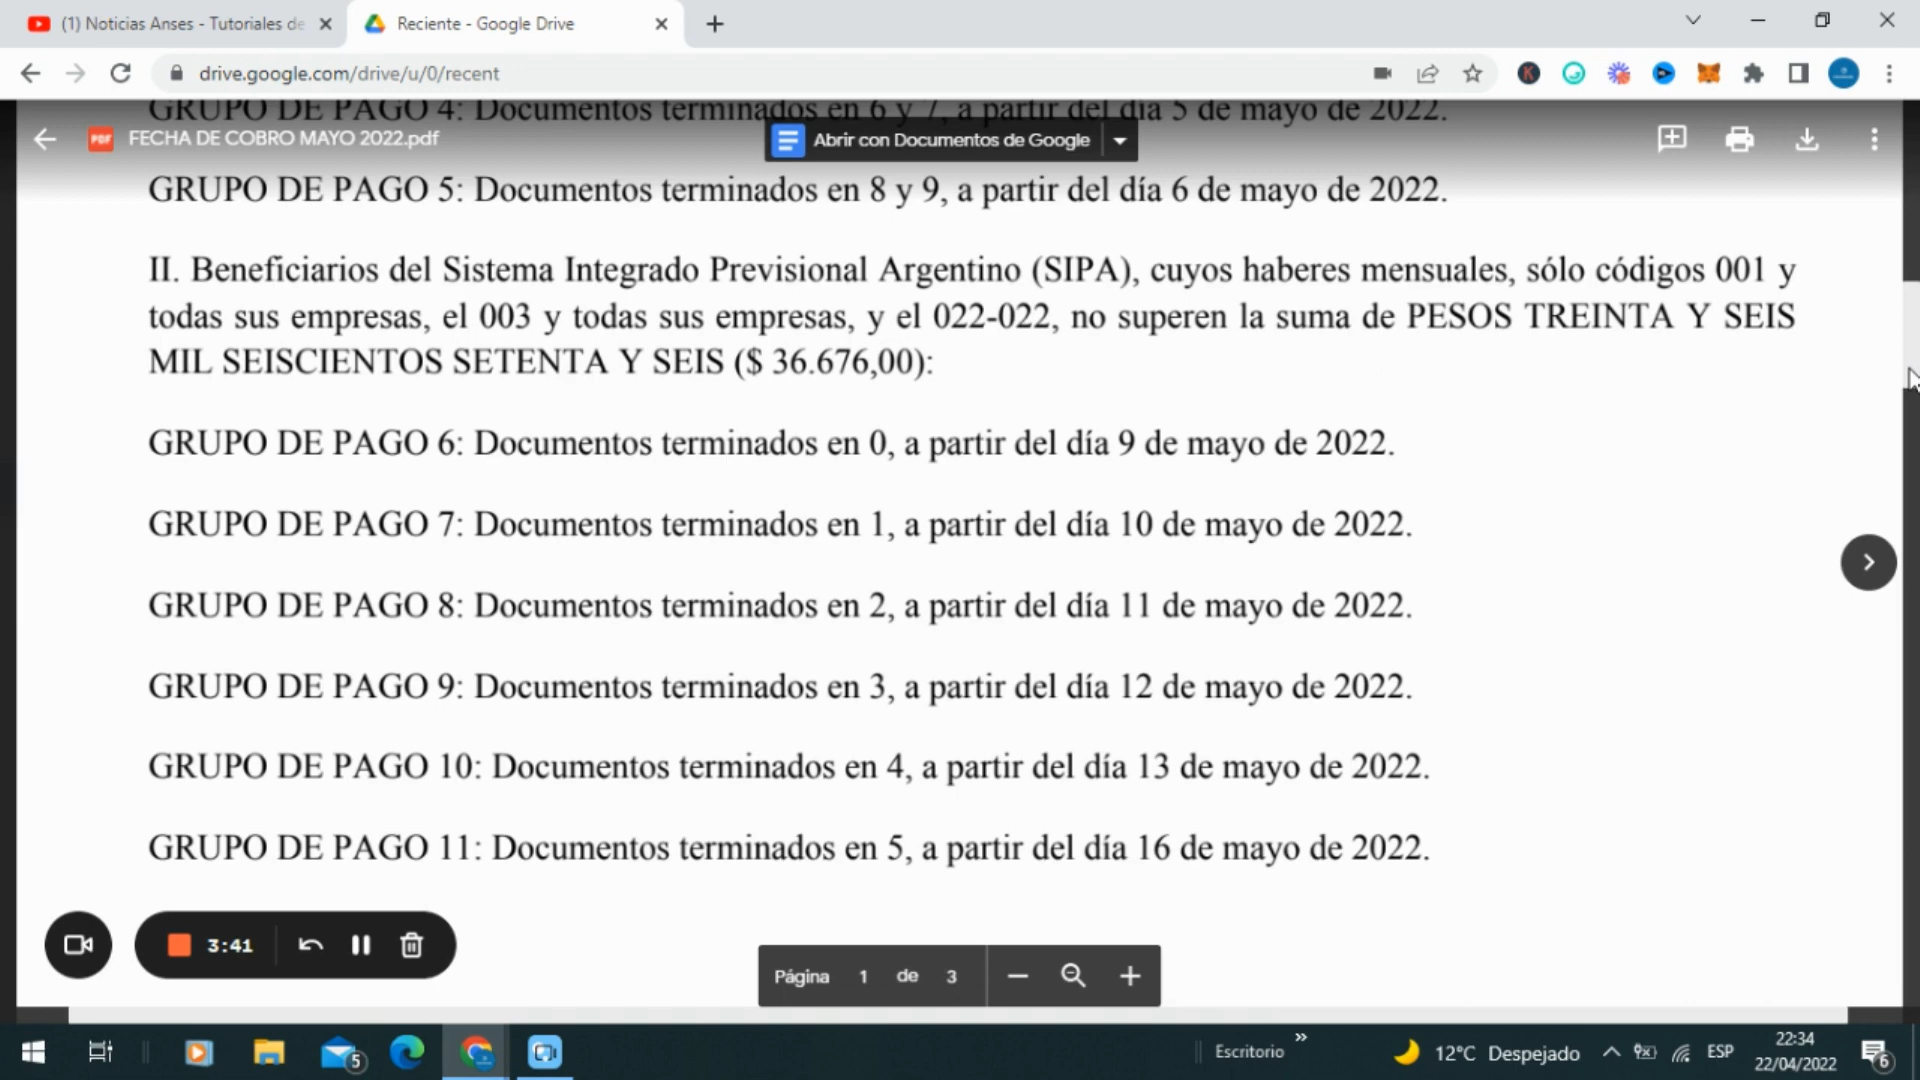 (1) Noticias Anses - Tutoriales de
Reciente - Google Drive
drive.google.com/drive/u/0/recent
GRUPO DE PAGO 4: Documentos terminados en 6 y 7, a partir del día 5 de mayo de 2022.
PDF FECHA DE COBRO MAYO 2022.pdf
Abrir con Documentos de Google
GRUPO DE PAGO 5: Documentos terminados en 8 y 9, a partir del día 6 de mayo de 2022.
II. Beneficiarios del Sistema Integrado Previsional Argentino (SIPA), cuyos haberes mensuales, sólo códigos 001 y
todas sus empresas, el 003 y todas sus empresas, y el 022-022, no superen la suma de PESOS TREINTA Y SEIS
MIL SEISCIENTOS SETENTA Y SEIS ($ 36.676,00):
GRUPO DE PAGO 6: Documentos terminados en 0, a partir del día 9 de mayo de 2022.
GRUPO DE PAGO 7: Documentos terminados en 1, a partir del día 10 de mayo de 2022.
GRUPO DE PAGO 8: Documentos terminados en 2, a partir del día 11 de mayo de 2022.
GRUPO DE PAGO 9: Documentos terminados en 3, a partir del día 12 de mayo de 2022.
GRUPO DE PAGO 10: Documentos terminados en 4, a partir del día 13 de mayo de 2022.
GRUPO DE PAGO 11: Documentos terminados en 5, a partir del día 16 de mayo de 2022.
3:41
Página 1 de 3
5
Escritorio
12°C Despejado
ESP
22:34
22/04/2022
6